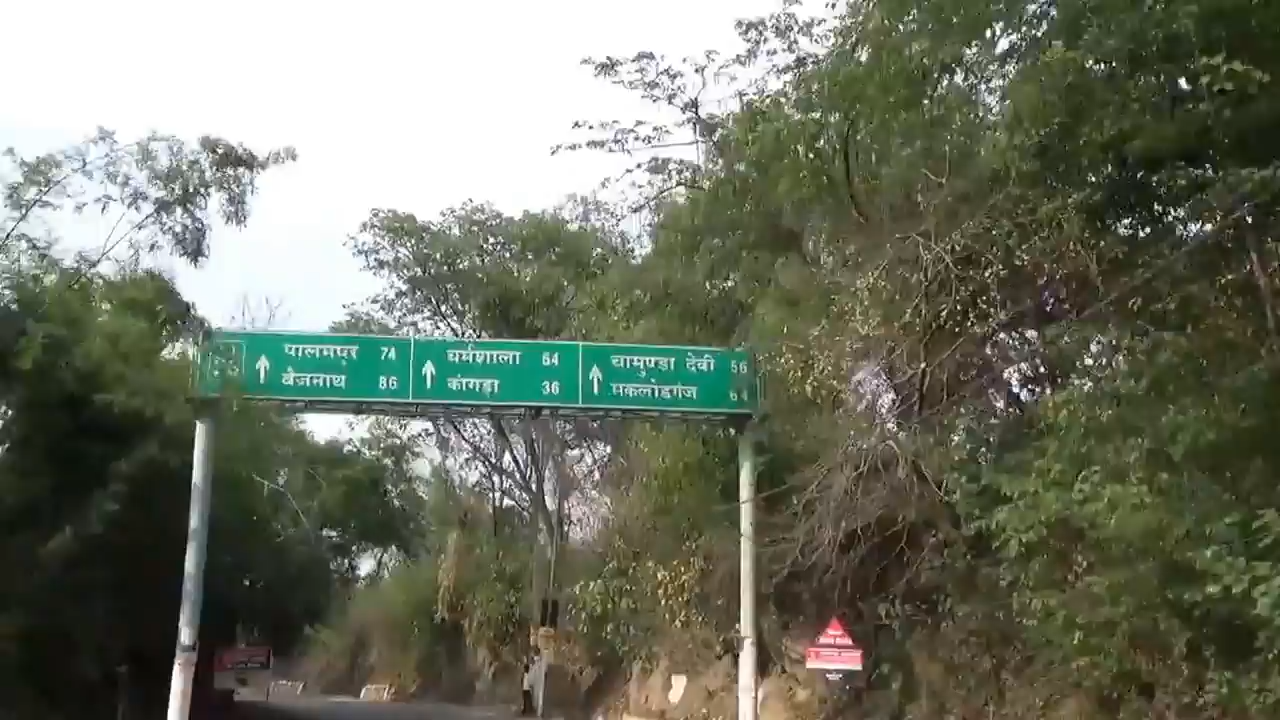 पालमपुर 74
बैजनाथ 86
धर्मशाला 54
कांगड़ा 36
चामुण्डा देवी 56
मकलोडगंज 64